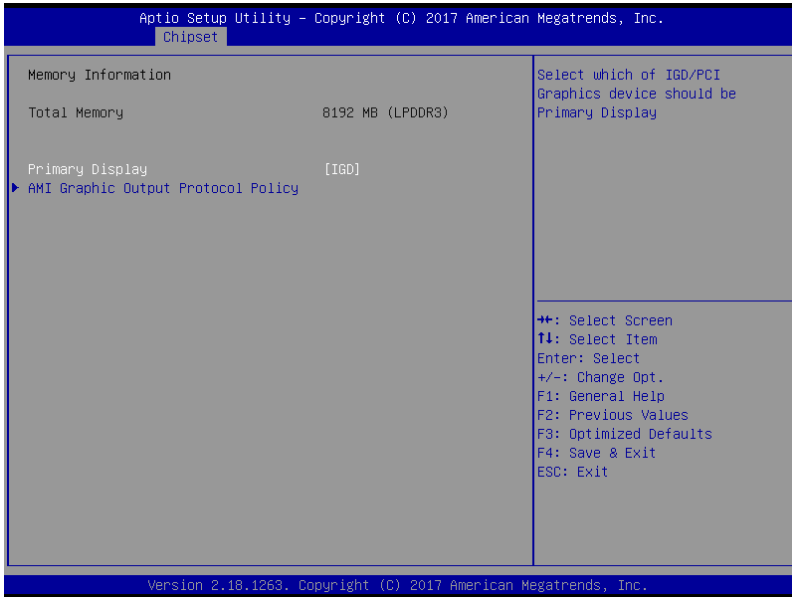 Aptio Setup Utility – Copyright (C) 2017 American Megatrends, Inc.
Chipset
Memory Information
Total Memory 8192 MB (LPDDR3)
Primary Display [IGD]
AMI Graphic Output Protocol Policy
Select which of IGD/PCI
Graphics device should be
Primary Display
→←: Select Screen
↑↓: Select Item
Enter: Select
+/-: Change Opt.
F1: General Help
F2: Previous Values
F3: Optimized Defaults
F4: Save & Exit
ESC: Exit
Version 2.18.1263. Copyright (C) 2017 American Megatrends, Inc.